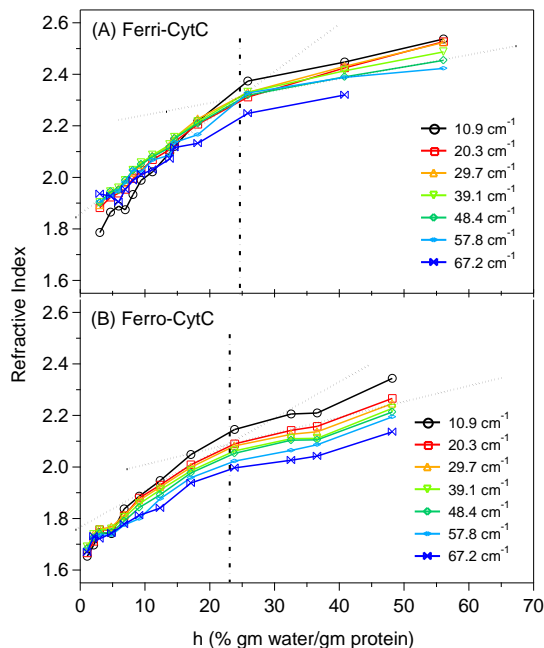 2.6
(A) Ferri-CytC
2.4
2.2
2.0
1.8
1.6
10.9 cm⁻¹
20.3 cm⁻¹
29.7 cm⁻¹
39.1 cm⁻¹
48.4 cm⁻¹
57.8 cm⁻¹
67.2 cm⁻¹
Refractive Index
2.6
(B) Ferro-CytC
2.4
2.2
2.0
1.8
1.6
10.9 cm⁻¹
20.3 cm⁻¹
29.7 cm⁻¹
39.1 cm⁻¹
48.4 cm⁻¹
57.8 cm⁻¹
67.2 cm⁻¹
0 10 20 30 40 50 60 70
h (% gm water/gm protein)